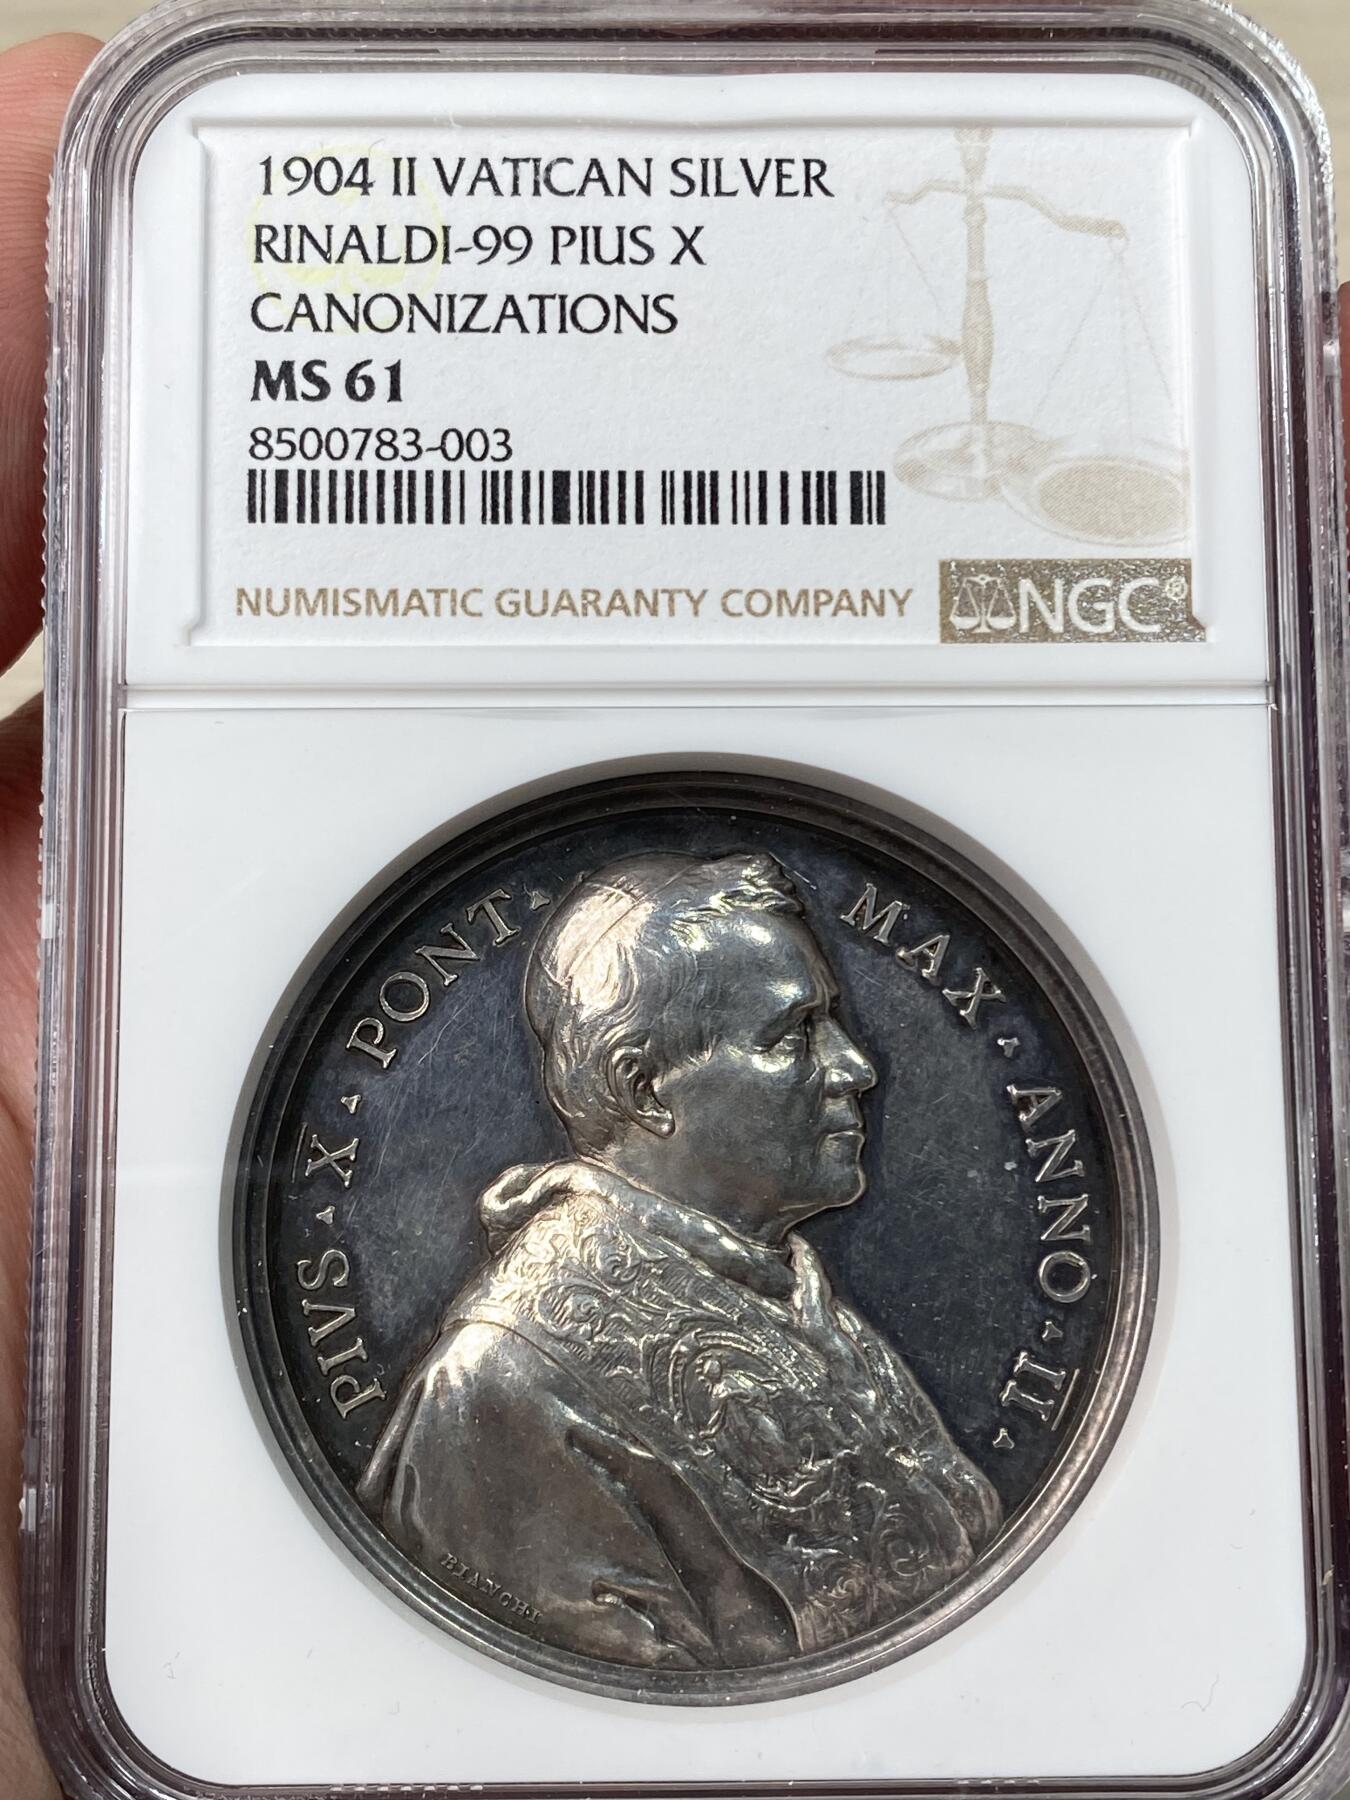 1904 II VATICAN SILVER
RINALDI-99 PIUS X
CANONIZATIONS
MS 61
8500783-003
NUMISMATIC GUARANTY COMPANY
NGC®
PIVS · X · PONT · MAX · ANNO · II ·
BIANCHI